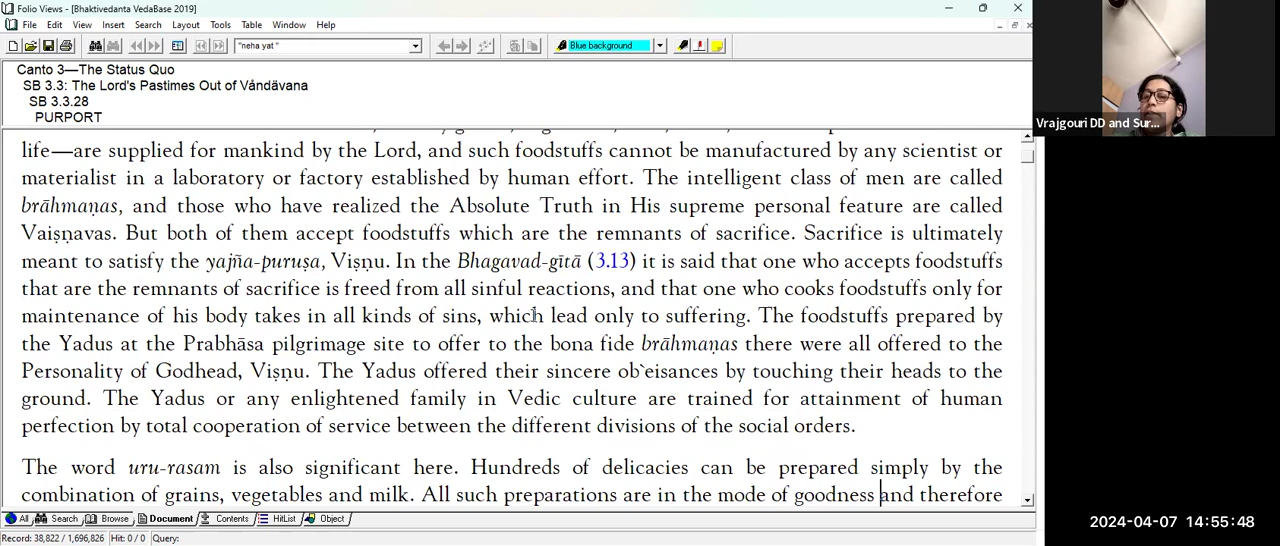 Folio Views - [Bhaktivedanta VedaBase 2019]
File Edit View Insert Search Layout Tools Table Window Help
"neha yat " Blue background
Canto 3—The Status Quo
SB 3.3: The Lord's Pastimes Out of Våndävana
SB 3.3.28
PURPORT
life—are supplied for mankind by the Lord, and such foodstuffs cannot be manufactured by any scientist or
materialist in a laboratory or factory established by human effort. The intelligent class of men are called
brāhmaṇas, and those who have realized the Absolute Truth in His supreme personal feature are called
Vaiṣṇavas. But both of them accept foodstuffs which are the remnants of sacrifice. Sacrifice is ultimately
meant to satisfy the yajña-puruṣa, Viṣṇu. In the Bhagavad-gītā (3.13) it is said that one who accepts foodstuffs
that are the remnants of sacrifice is freed from all sinful reactions, and that one who cooks foodstuffs only for
maintenance of his body takes in all kinds of sins, which lead only to suffering. The foodstuffs prepared by
the Yadus at the Prabhāsa pilgrimage site to offer to the bona fide brāhmaṇas there were all offered to the
Personality of Godhead, Viṣṇu. The Yadus offered their sincere ob`eisances by touching their heads to the
ground. The Yadus or any enlightened family in Vedic culture are trained for attainment of human
perfection by total cooperation of service between the different divisions of the social orders.
The word uru-rasam is also significant here. Hundreds of delicacies can be prepared simply by the
combination of grains, vegetables and milk. All such preparations are in the mode of goodness and therefore
All Search Browse Document Contents HitList Object
Record: 38,822 / 1,696,826 Hit: 0 / 0 Query:
Vrajgouri DD and Sur...
2024-04-07 14:55:48